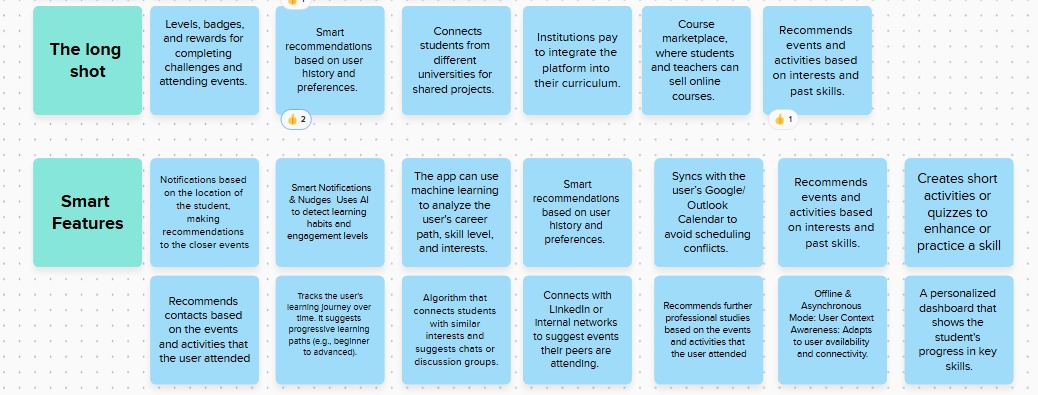 The long
shot
Levels, badges,
and rewards for
completing
challenges and
attending events.
Smart
recommendations
based on user
history and
preferences.
👍 2
Connects
students from
different
universities for
shared projects.
Institutions pay
to integrate the
platform into
their curriculum.
Course
marketplace,
where students
and teachers can
sell online
courses.
Recommends
events and
activities based
on interests and
past skills.
👍 1
Smart
Features
Notifications based
on the location of
the student,
making
recommendations
to the closer events
Smart Notifications
& Nudges Uses AI
to detect learning
habits and
engagement levels
The app can use
machine learning
to analyze the
user's career
path, skill level,
and interests.
Smart
recommendations
based on user
history and
preferences.
Syncs with the
user's Google/
Outlook
Calendar to
avoid scheduling
conflicts.
Recommends
events and
activities based
on interests and
past skills.
Creates short
activities or
quizzes to
enhance or
practice a skill
Recommends
contacts based
on the events
and activities that
the user attended
Tracks the user's
learning journey over
time. It suggests
progressive learning
paths (e.g., beginner
to advanced).
Algorithm that
connects students
with similar
interests and
suggests chats or
discussion groups.
Connects with
LinkedIn or
internal networks
to suggest events
their peers are
attending.
Recommends further
professional studies
based on the events
and activities that
the user attended
Offline &
Asynchronous
Mode: User Context
Awareness: Adapts
to user availability
and connectivity.
A personalized
dashboard that
shows the
student's
progress in key
skills.